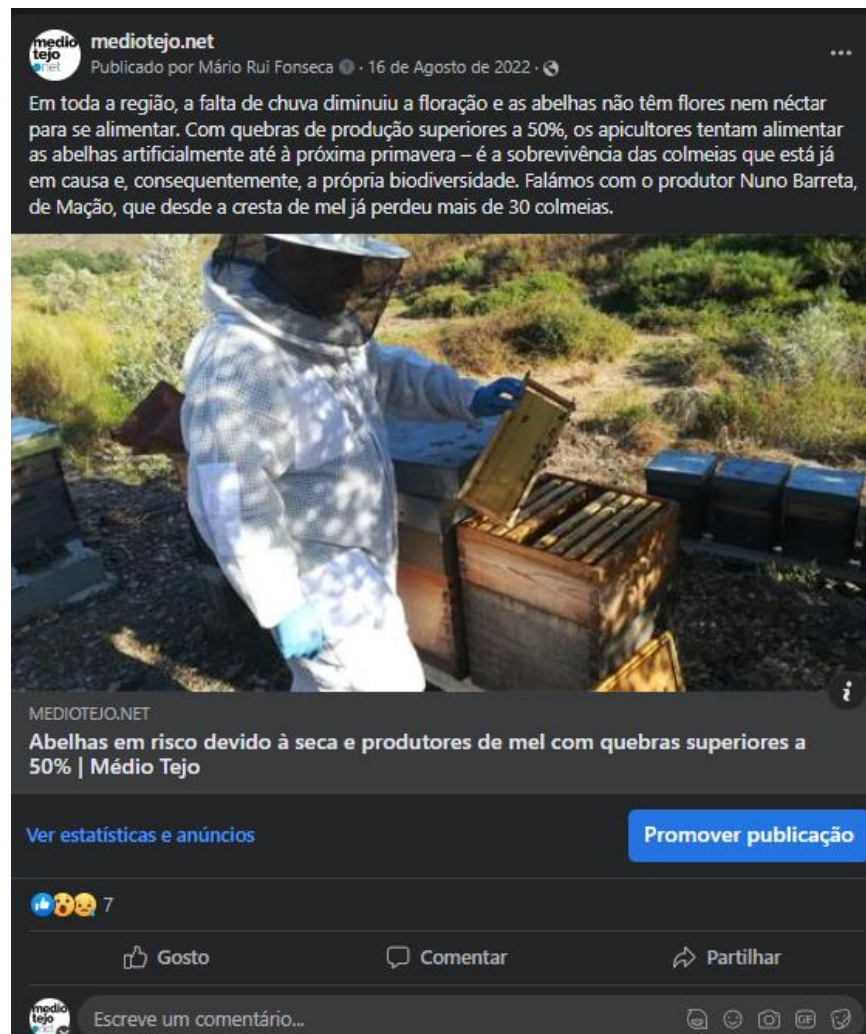 medio
tejo
net
mediotejo.net
Publicado por Mário Rui Fonseca · 16 de Agosto de 2022 ·
Em toda a região, a falta de chuva diminuiu a floração e as abelhas não têm flores nem néctar
para se alimentar. Com quebras de produção superiores a 50%, os apicultores tentam alimentar
as abelhas artificialmente até à próxima primavera – é a sobrevivência das colmeias que está já
em causa e, consequentemente, a própria biodiversidade. Falámos com o produtor Nuno Barreta,
de Mação, que desde a cresta de mel já perdeu mais de 30 colmeias.
MEDIOTEJO.NET
Abelhas em risco devido à seca e produtores de mel com quebras superiores a
50% | Médio Tejo
Ver estatísticas e anúncios
Promover publicação
7
Gosto
Comentar
Partilhar
medio
tejo
net
Escreve um comentário...
GIF